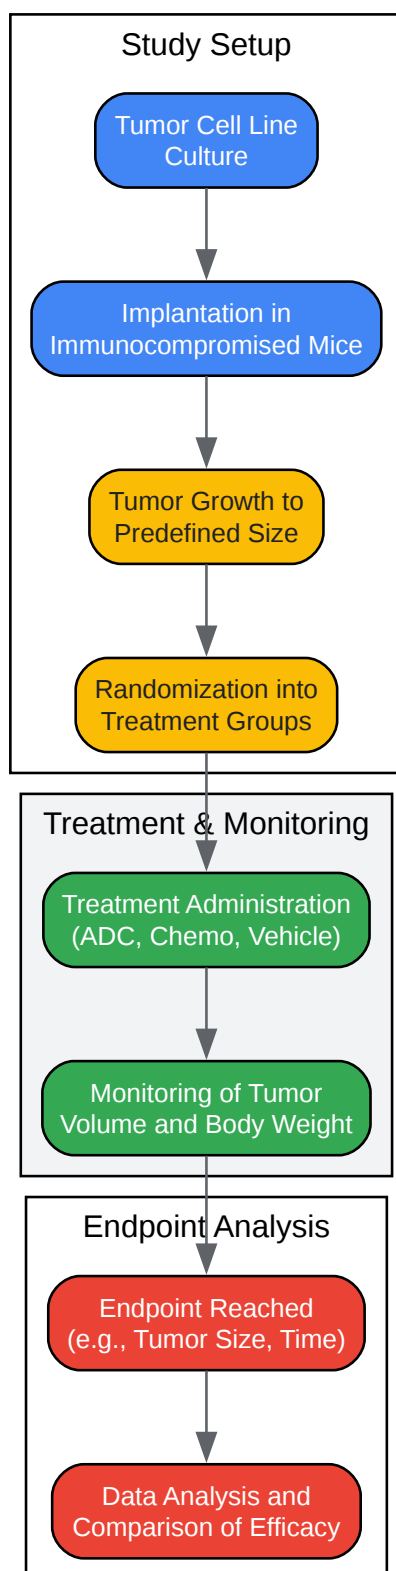 Study Setup
Tumor Cell Line
Culture
Implantation in
Immunocompromised Mice
Tumor Growth to
Predefined Size
Randomization into
Treatment Groups
Treatment & Monitoring
Treatment Administration
(ADC, Chemo, Vehicle)
Monitoring of Tumor
Volume and Body Weight
Endpoint Analysis
Endpoint Reached
(e.g., Tumor Size, Time)
Data Analysis and
Comparison of Efficacy